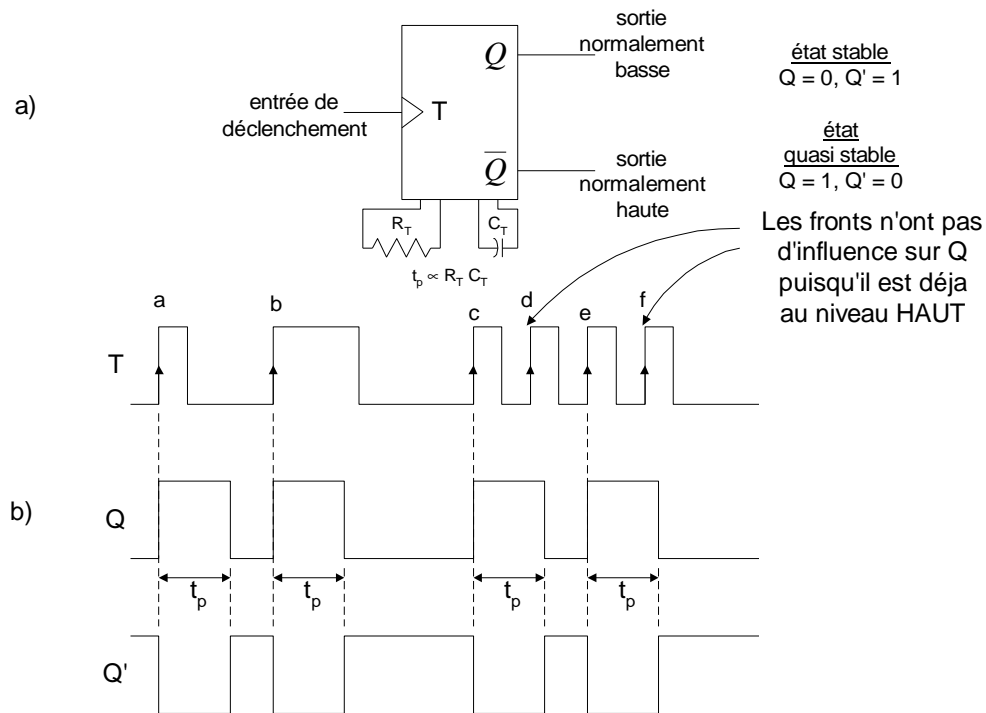 a)
entrée de
déclenchement
T
Q
Q̅
sortie
normalement
basse
sortie
normalement
haute
état stable
Q = 0, Q' = 1
état
quasi stable
Q = 1, Q' = 0
R_T
C_T
t_p ∝ R_T C_T
Les fronts n'ont pas
d'influence sur Q
puisqu'il est déja
au niveau HAUT
a
b
c
d
e
f
T
b)
Q
t_p
t_p
t_p
t_p
Q'